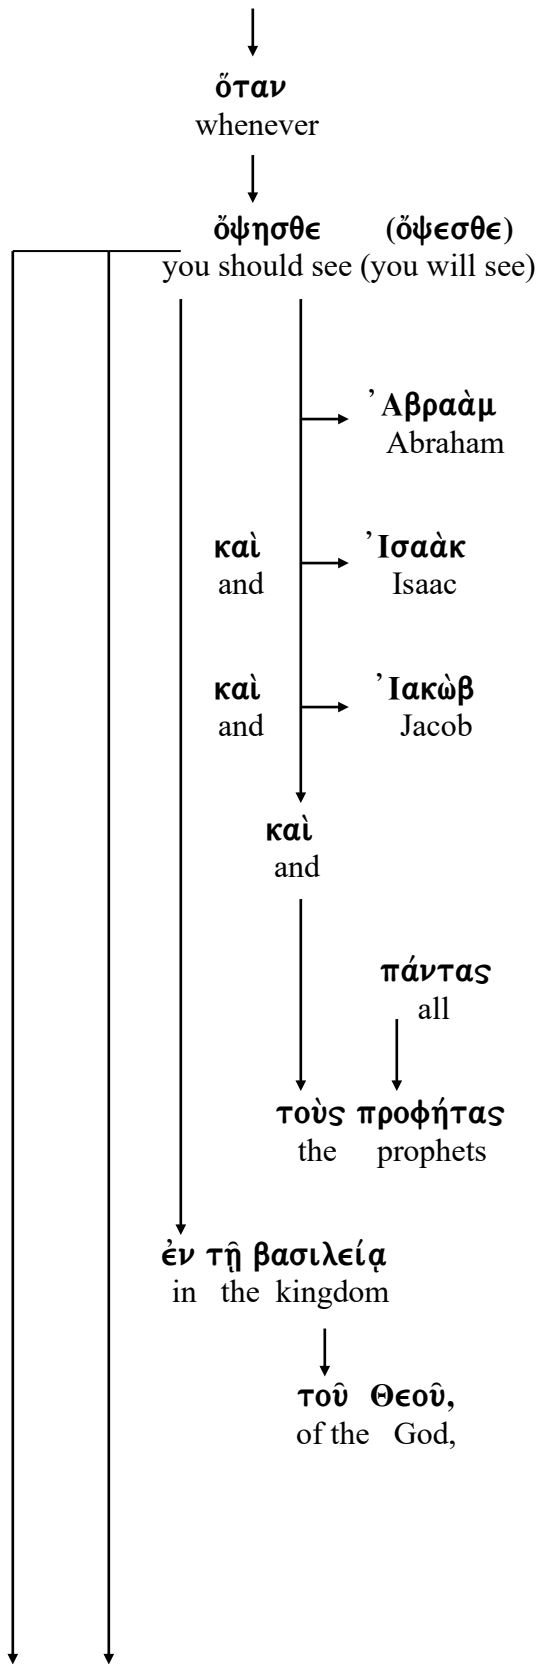 ὅταν
whenever
ὄψησθε (ὄψεσθε)
you should see (you will see)
Ἀβραὰμ
Abraham
καὶ Ἰσαὰκ
and Isaac
καὶ Ἰακὼβ
and Jacob
καὶ
and
πάντας
all
τοὺς προφήτας
the prophets
ἐν τῇ βασιλείᾳ
in the kingdom
τοῦ Θεοῦ,
of the God,